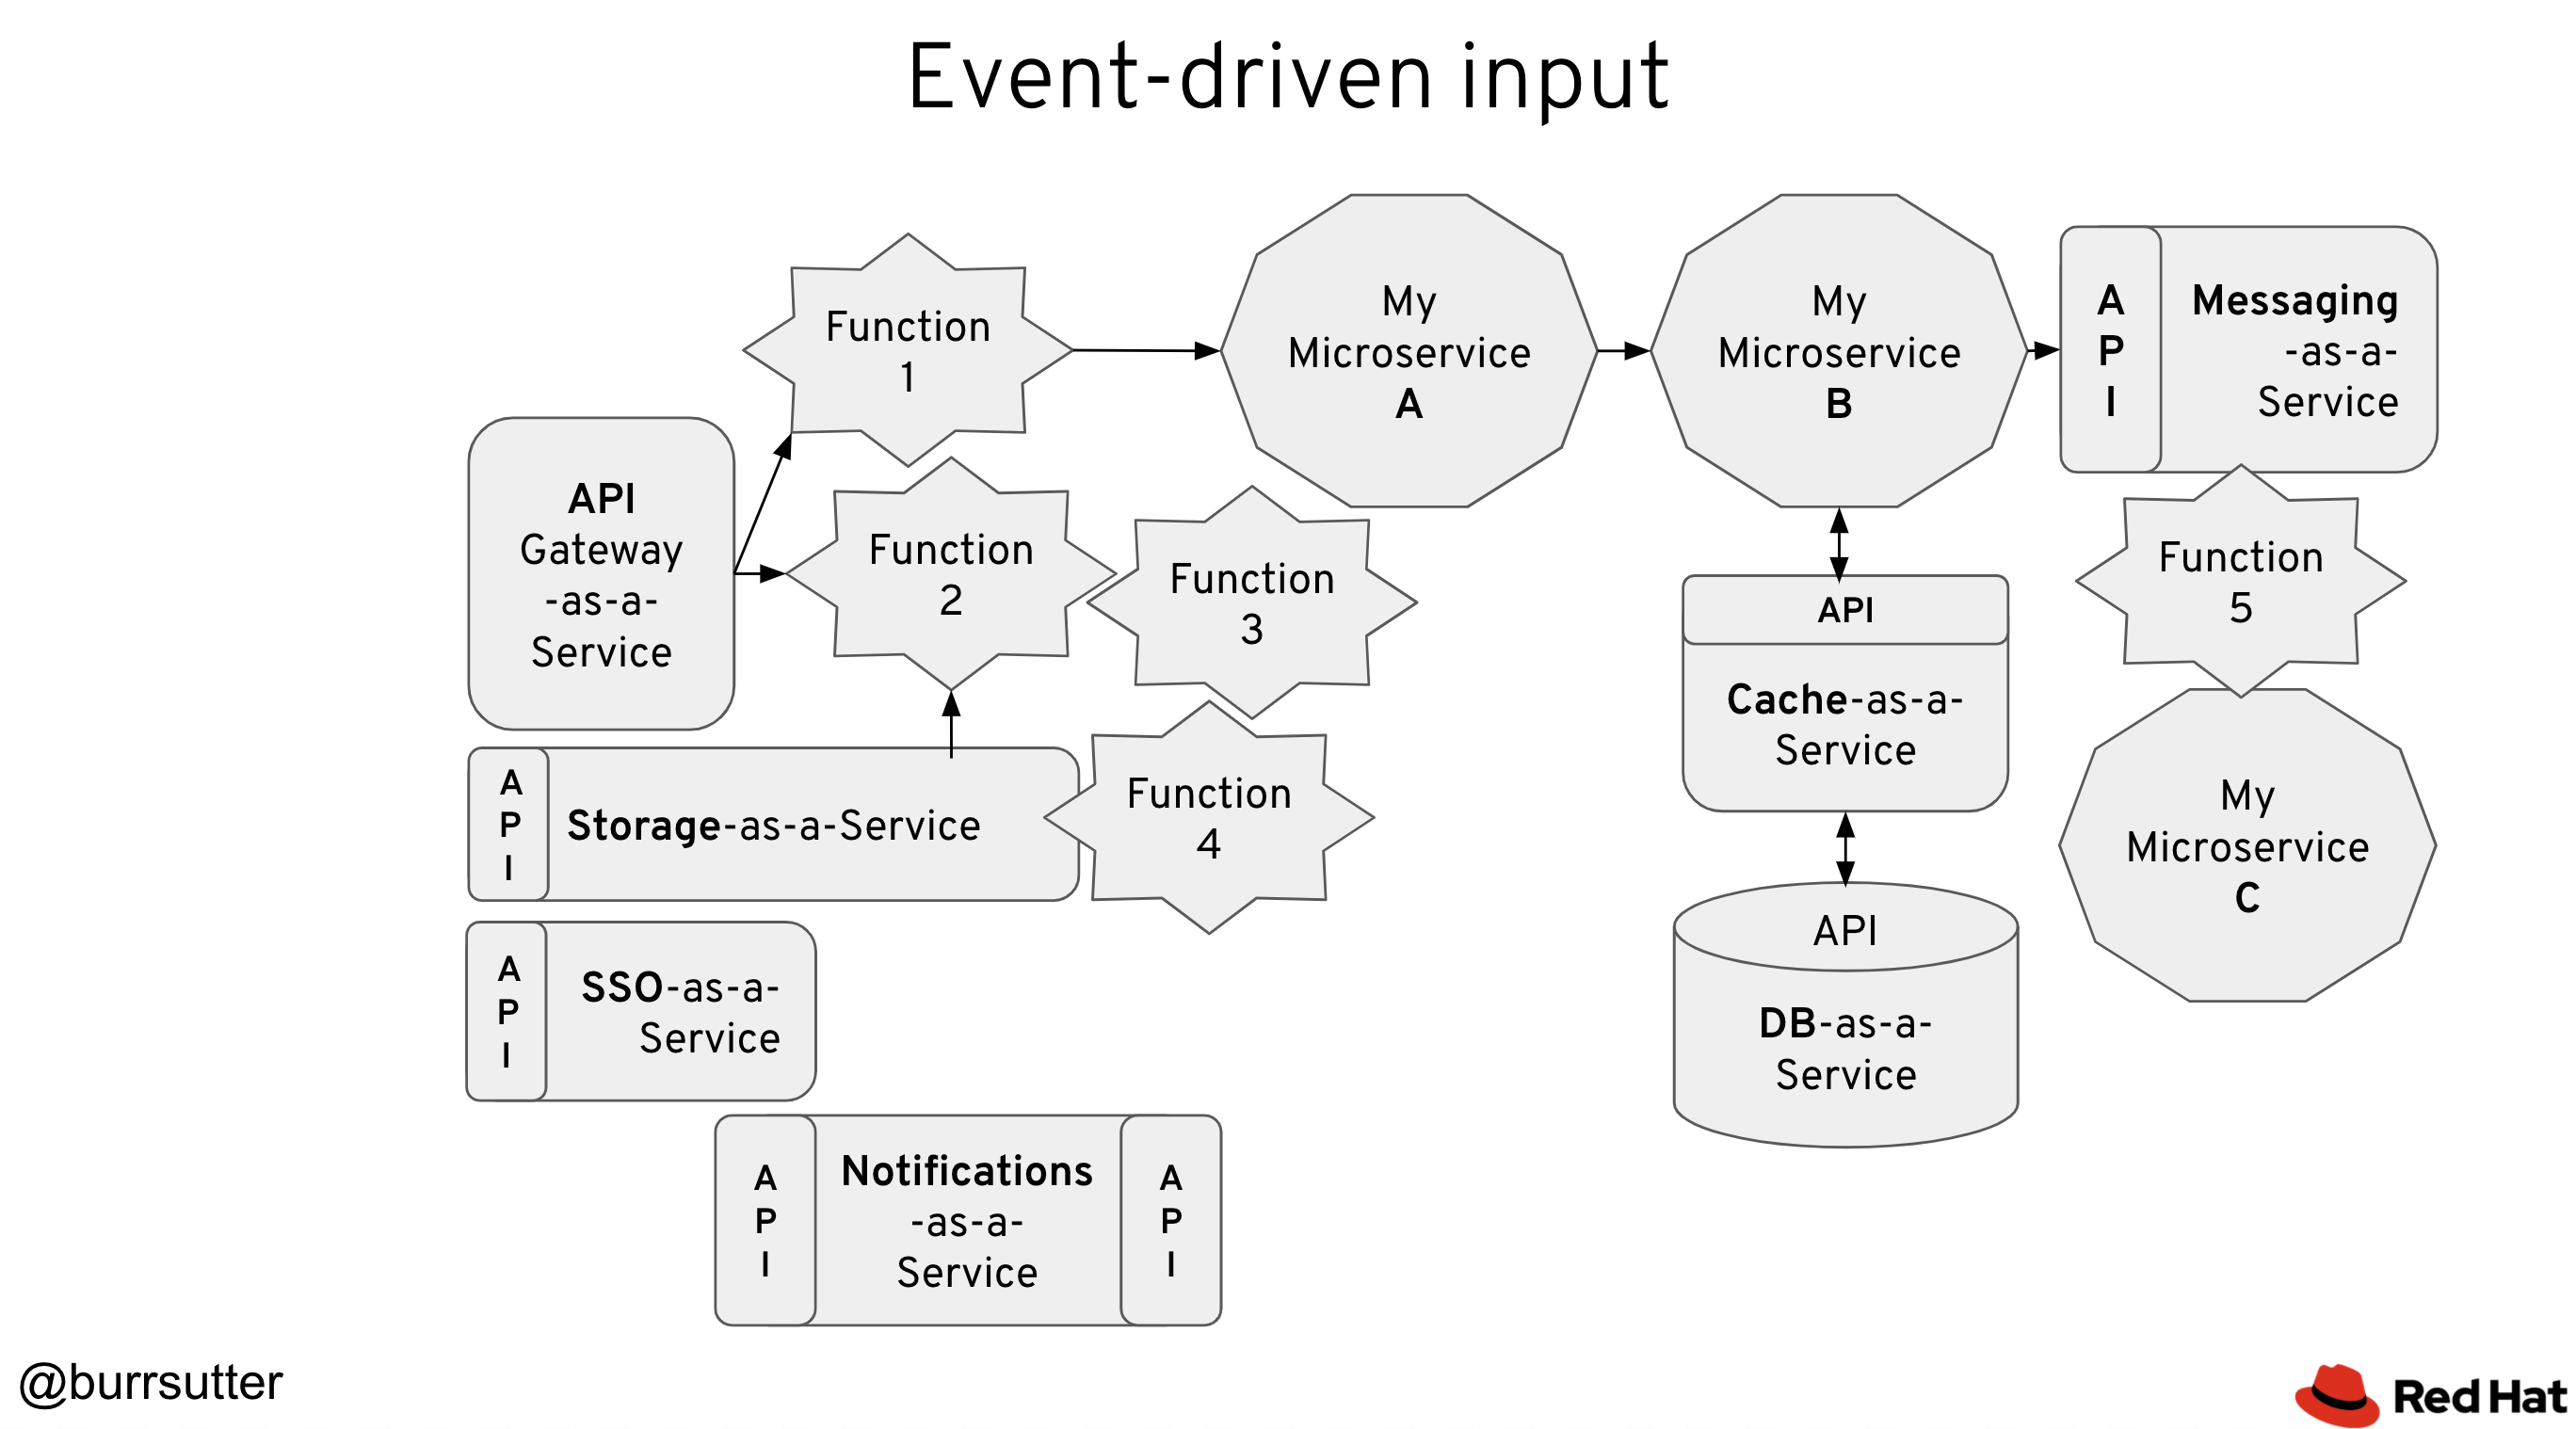 Event-driven input
Function
1
My
Microservice
A
My
Microservice
B
A
P
I
Messaging
-as-a-
Service
API
Gateway
-as-a-
Service
Function
2
Function
3
API
Cache-as-a-
Service
Function
5
A
P
I
Storage-as-a-Service
Function
4
My
Microservice
C
A
P
I
SSO-as-a-
Service
API
DB-as-a-
Service
A
P
I
Notifications
-as-a-
Service
A
P
I
@burrsutter
Red Hat